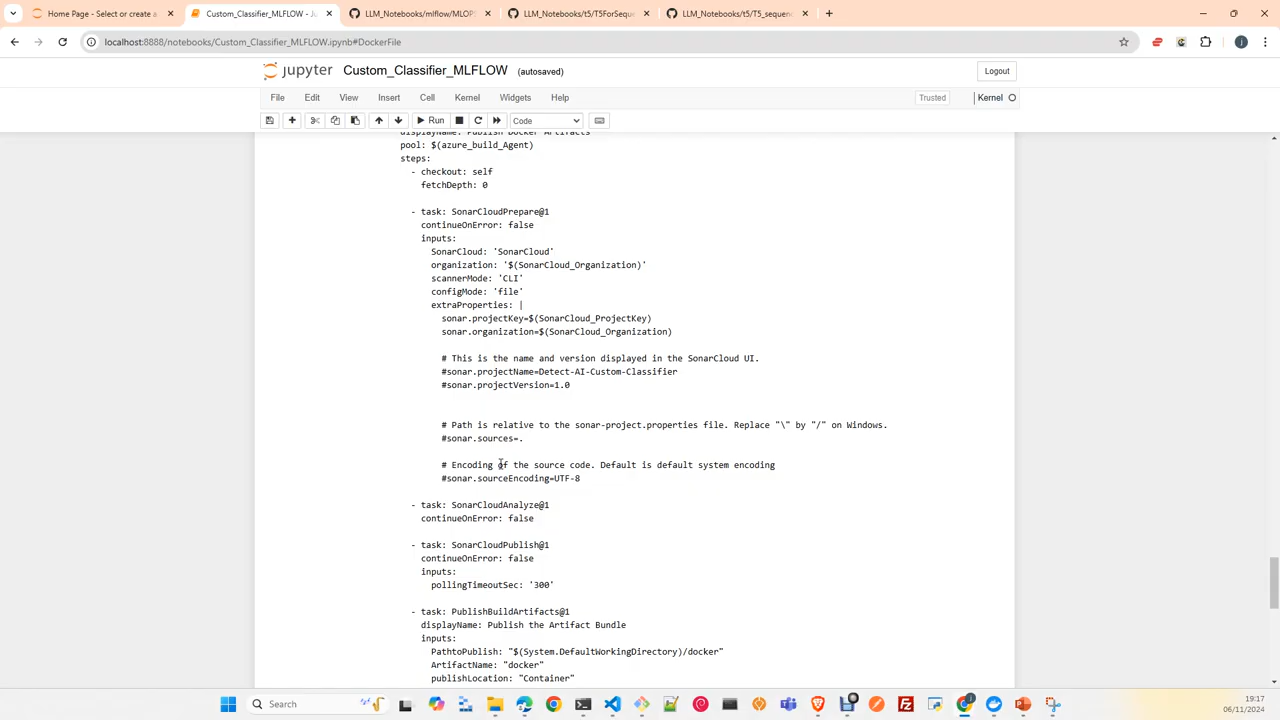 Home Page - Select or create a
Custom_Classifier_MLFLOW - Ju
LLM_Notebooks/mlflow/MLOP
LLM_Notebooks/t5/T5ForSeque
LLM_Notebooks/t5/T5_sequenc
localhost:8888/notebooks/Custom_Classifier_MLFLOW.ipynb#DockerFile
jupyter Custom_Classifier_MLFLOW (autosaved)
Logout
File Edit View Insert Cell Kernel Widgets Help
Trusted
Kernel
Run
Code
displayName: Publish Docker Artifacts
pool: $(azure_build_Agent)
steps:
- checkout: self
fetchDepth: 0
- task: SonarCloudPrepare@1
continueOnError: false
inputs:
SonarCloud: 'SonarCloud'
organization: '$(SonarCloud_Organization)'
scannerMode: 'CLI'
configMode: 'file'
extraProperties: |
sonar.projectKey=$(SonarCloud_ProjectKey)
sonar.organization=$(SonarCloud_Organization)
# This is the name and version displayed in the SonarCloud UI.
#sonar.projectName=Detect-AI-Custom-Classifier
#sonar.projectVersion=1.0
# Path is relative to the sonar-project.properties file. Replace "\" by "/" on Windows.
#sonar.sources=.
# Encoding of the source code. Default is default system encoding
#sonar.sourceEncoding=UTF-8
- task: SonarCloudAnalyze@1
continueOnError: false
- task: SonarCloudPublish@1
continueOnError: false
inputs:
pollingTimeoutSec: '300'
- task: PublishBuildArtifacts@1
displayName: Publish the Artifact Bundle
inputs:
PathtoPublish: "$(System.DefaultWorkingDirectory)/docker"
ArtifactName: "docker"
publishLocation: "Container"
Search
19:17
06/11/2024